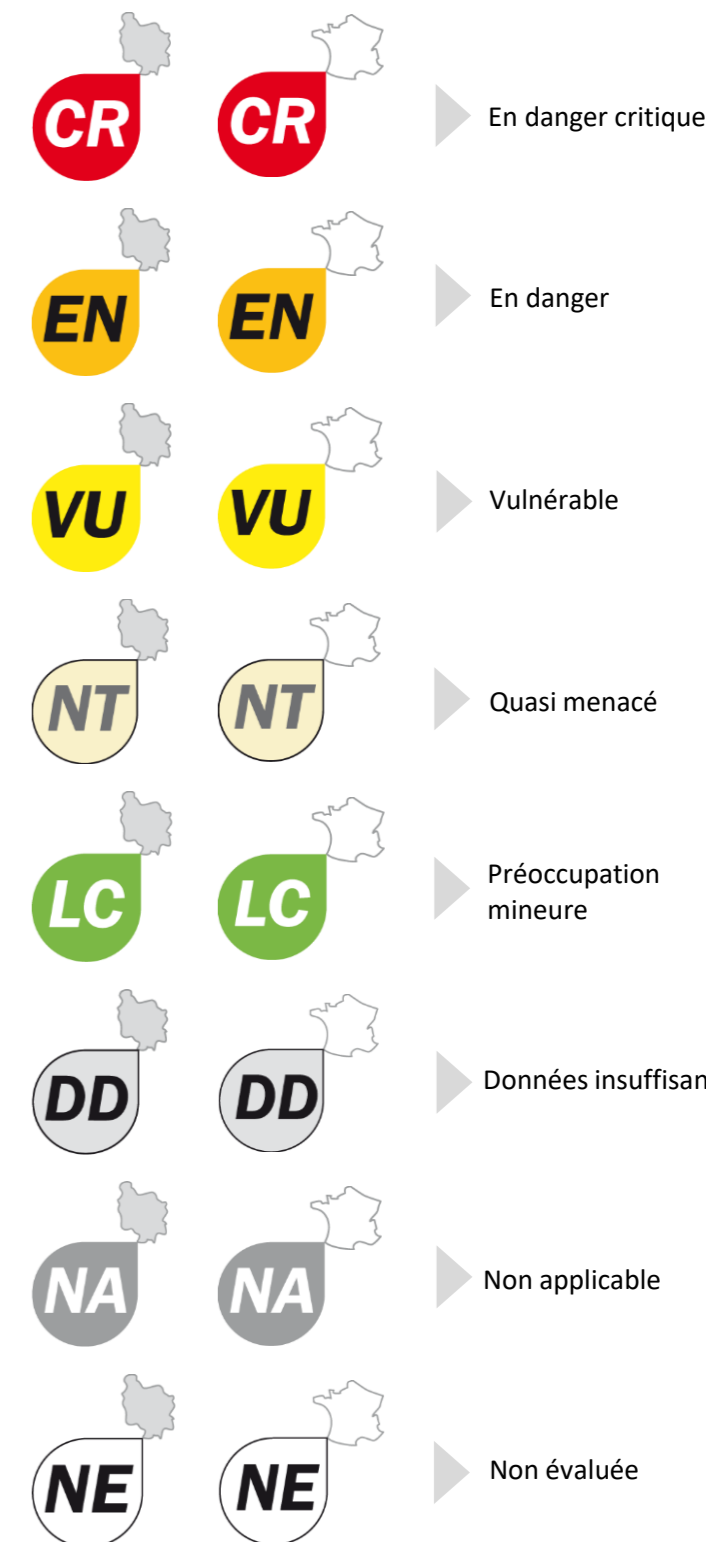 CR CR En danger critique
EN EN En danger
VU VU Vulnérable
NT NT Quasi menacé
LC LC Préoccupation
mineure
DD DD Données insuffisan
NA NA Non applicable
NE NE Non évaluée